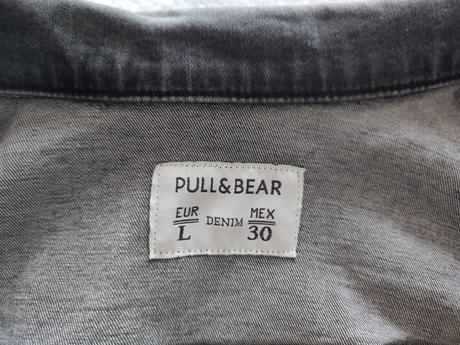 PULL&BEAR
EUR DENIM MEX
L 30